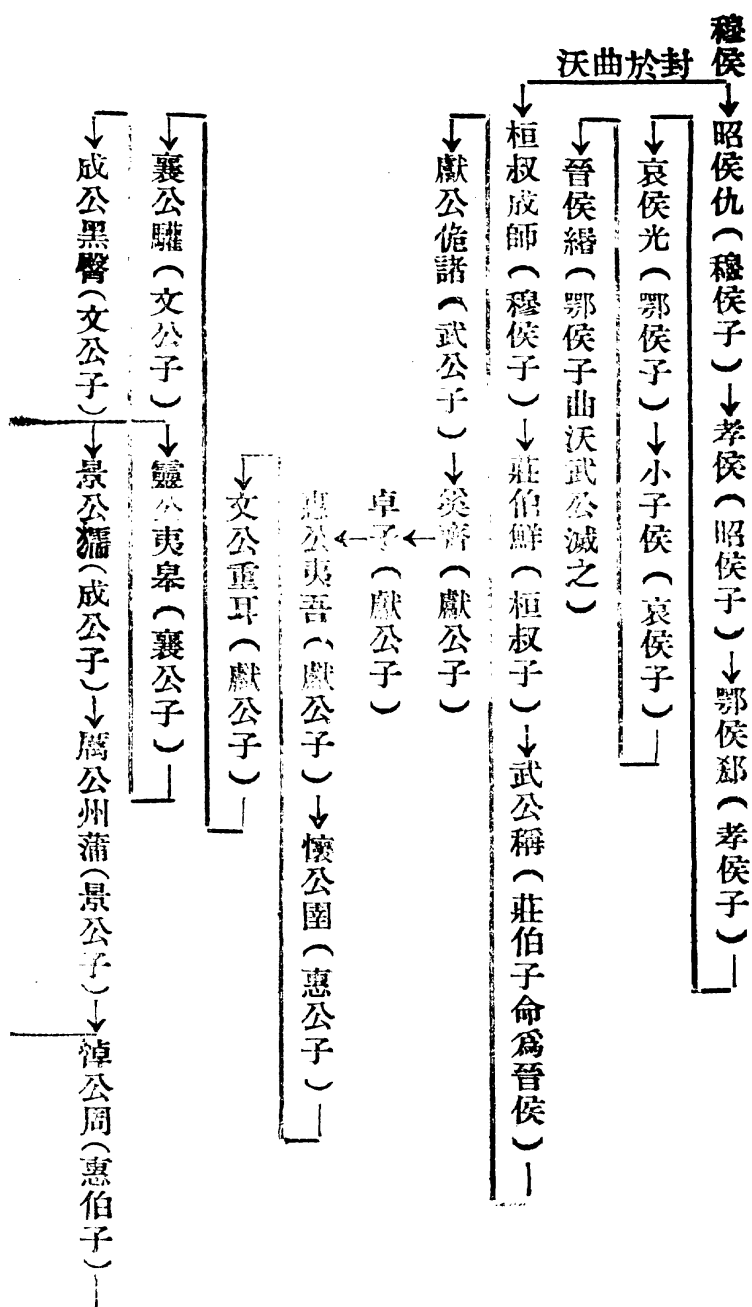 穆侯
封於曲沃
昭侯仇(穆侯子)→孝侯(昭侯子)→鄂侯郄(孝侯子)
哀侯光(鄂侯子)→小子侯(哀侯子)
晉侯緡(鄂侯子曲沃武公滅之)
桓叔成師(穆侯子)→莊伯鮮(桓叔子)→武公稱(莊伯子命爲晉侯)
獻公佹諸(武公子)→奚齊(獻公子)
卓子(獻公子)
惠公夷吾(獻公子)→懷公圉(惠公子)
文公重耳(獻公子)
襄公驩(文公子)→靈公夷皋(襄公子)
成公黑臀(文公子)→景公獳(成公子)→厲公州蒲(景公子)→悼公周(惠伯子)